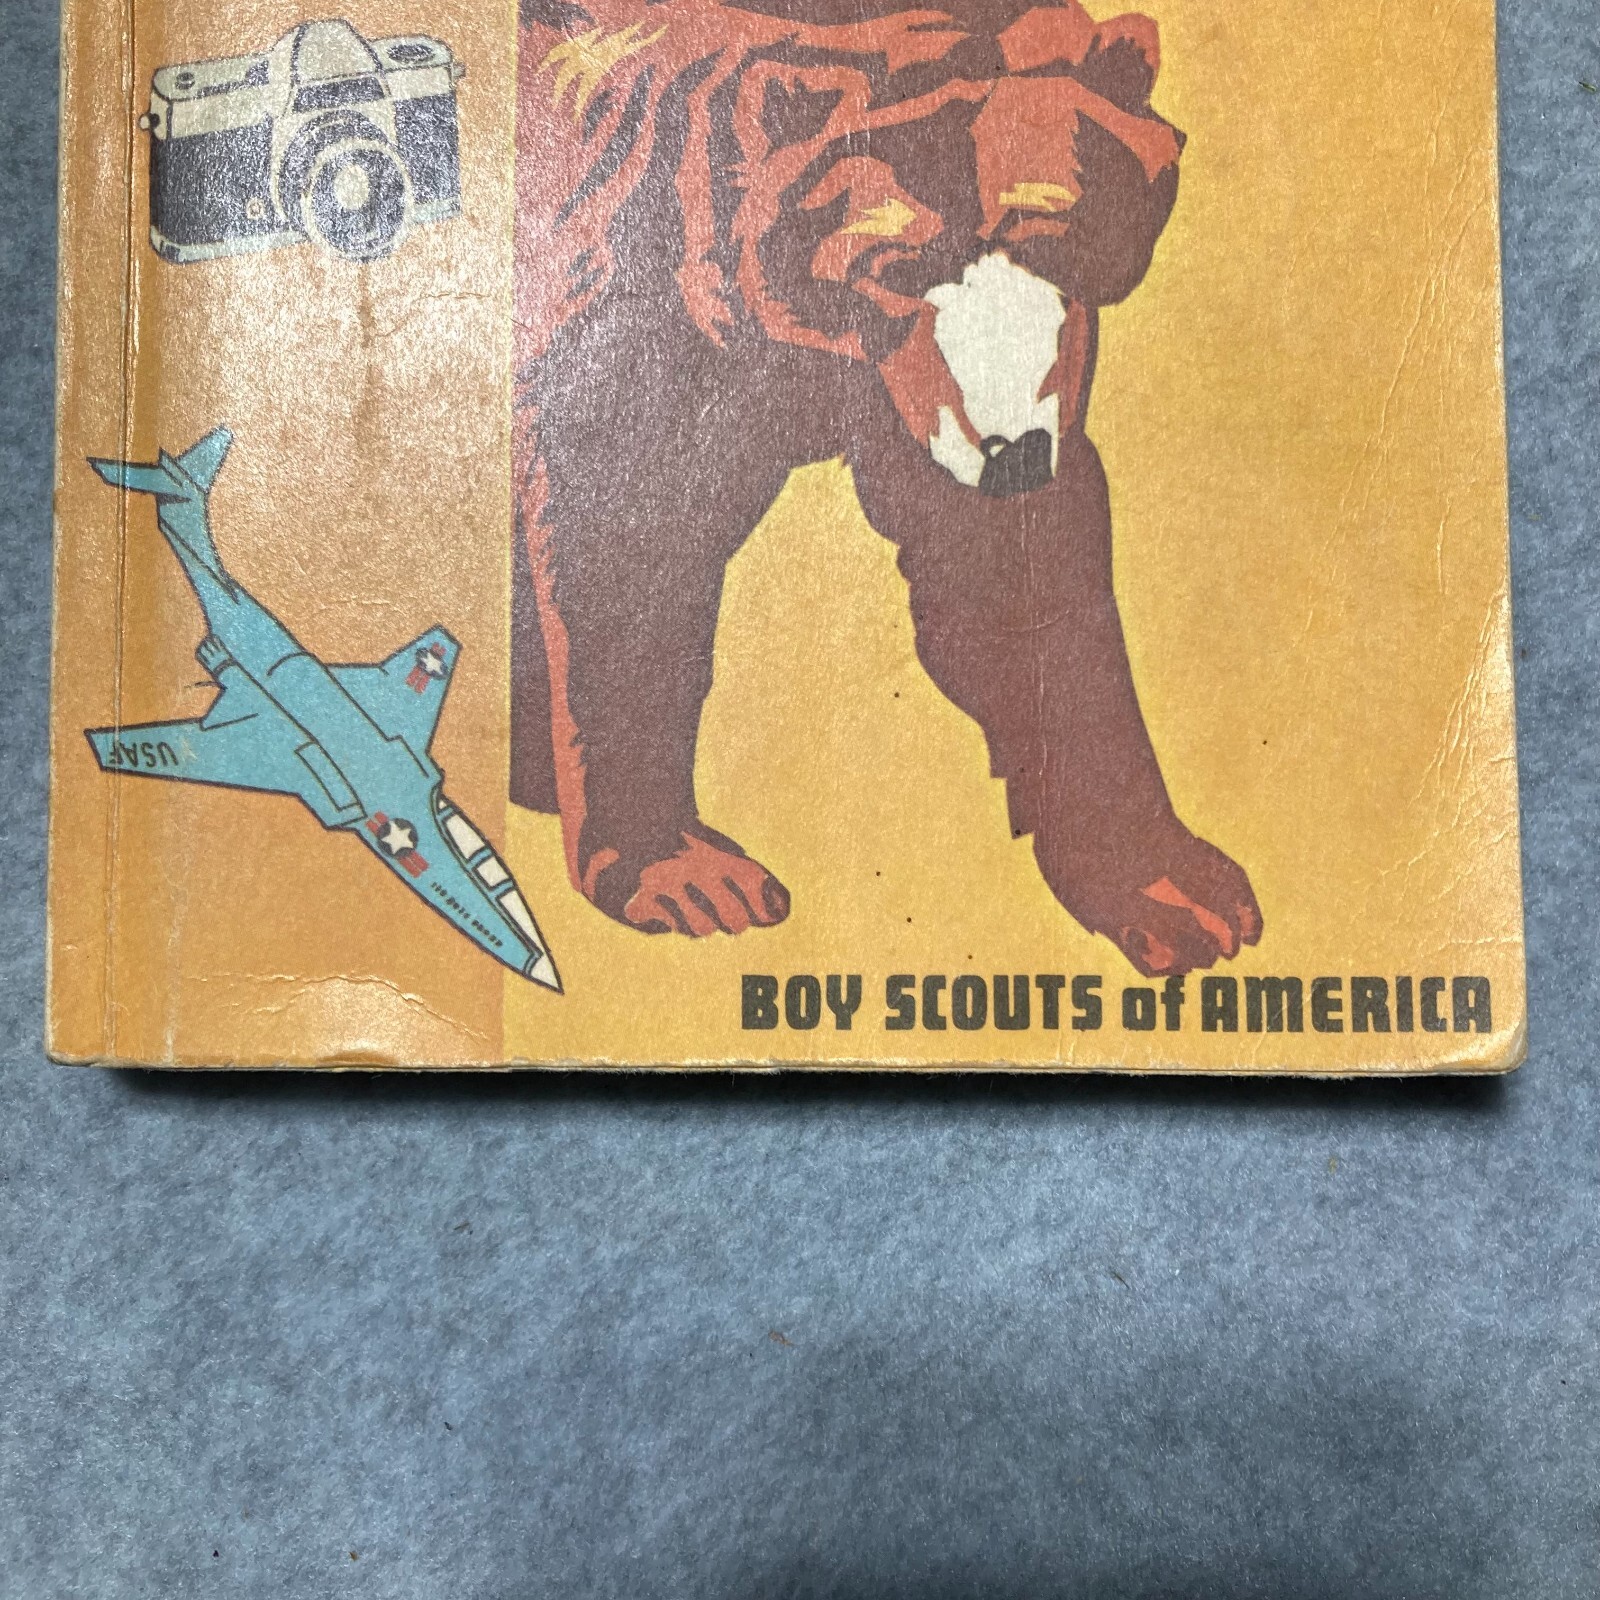 USAF
BOY SCOUTS of AMERICA